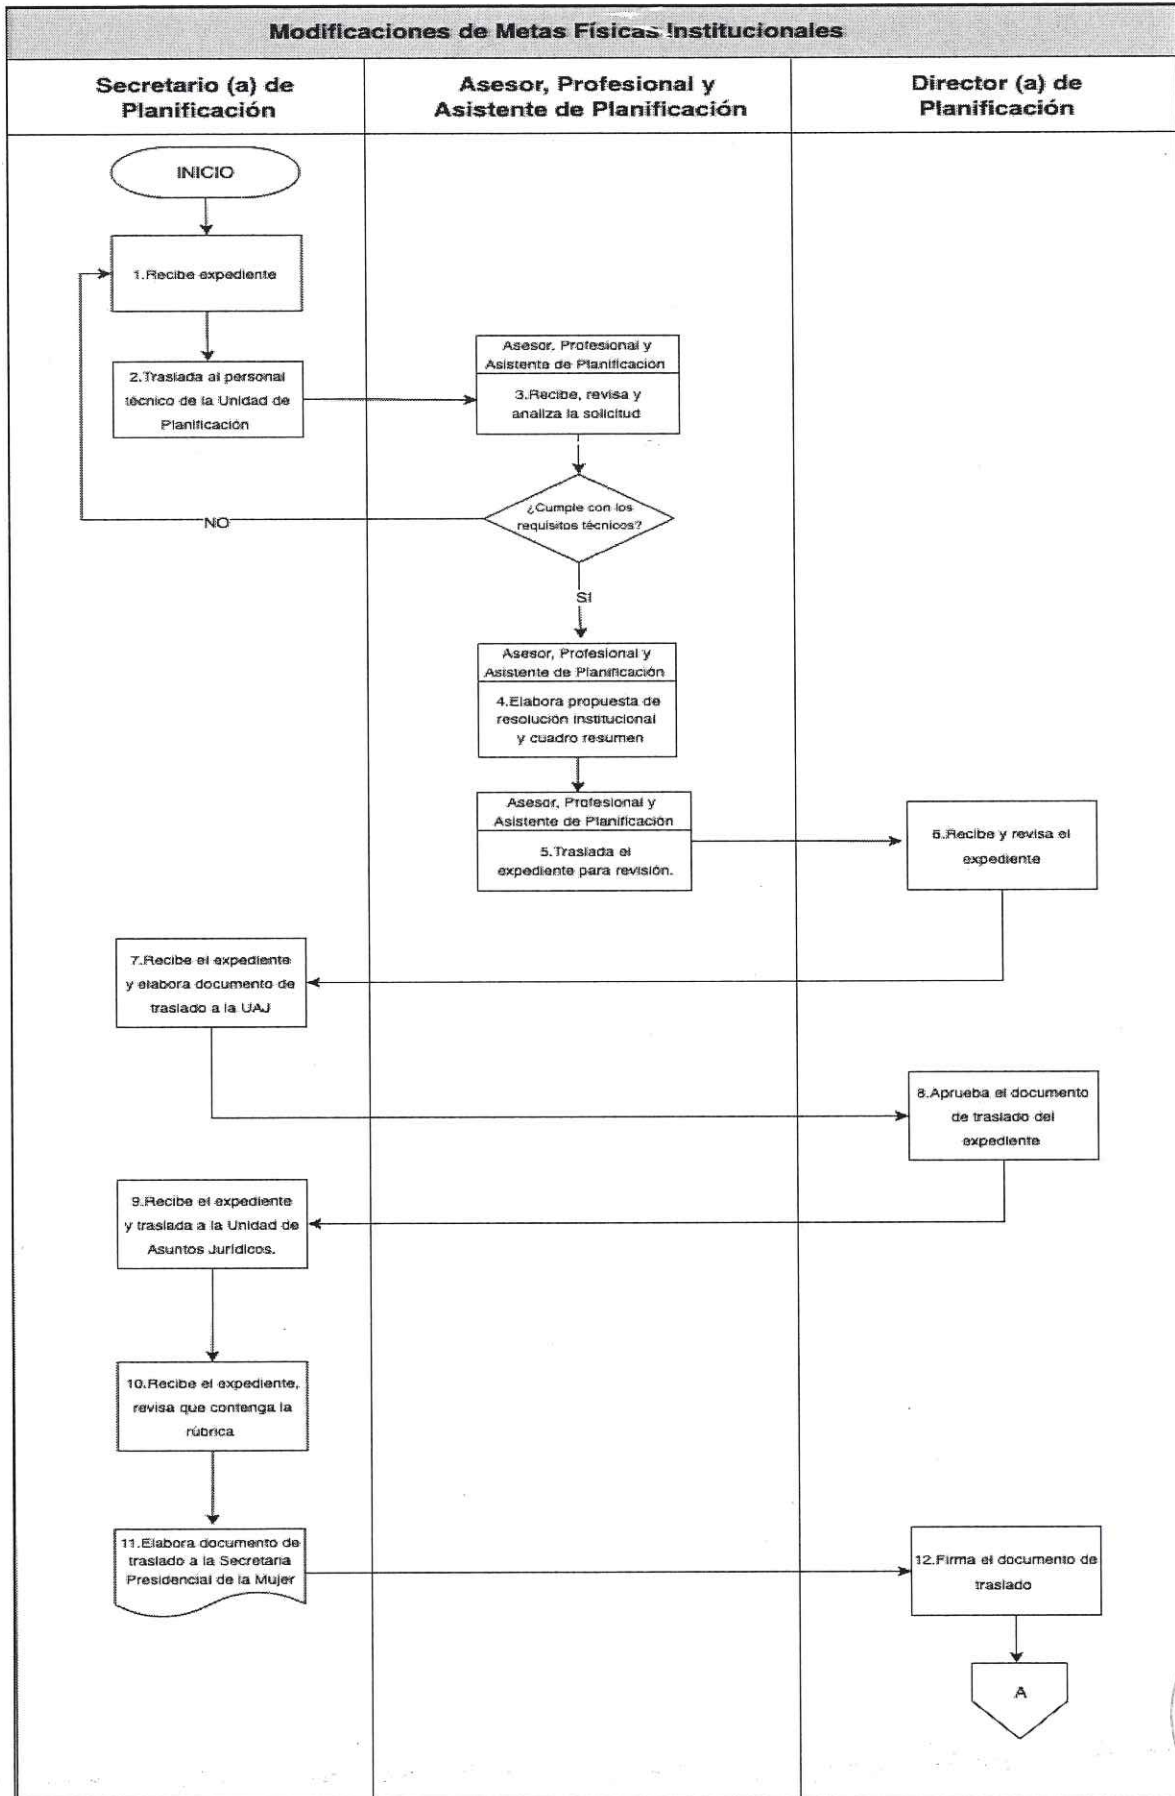 Modificaciones de Metas Físicas Institucionales
Secretario (a) de
Planificación
Asesor, Profesional y
Asistente de Planificación
Director (a) de
Planificación
INICIO
1.Recibe expediente
2.Traslada al personal
técnico de la Unidad de
Planificación
Asesor, Profesional y
Asistente de Planificación
3.Recibe, revisa y
analiza la solicitud
¿Cumple con los
requisitos técnicos?
NO
SI
Asesor, Profesional y
Asistente de Planificación
4.Elabora propuesta de
resolución institucional
y cuadro resumen
Asesor, Profesional y
Asistente de Planificación
5.Traslada el
expediente para revisión.
6.Recibe y revisa el
expediente
7.Recibe el expediente
y elabora documento de
traslado a la UAJ
8.Aprueba el documento
de traslado del
expediente
9.Recibe el expediente
y traslada a la Unidad de
Asuntos Jurídicos.
10.Recibe el expediente,
revisa que contenga la
rúbrica
11.Elabora documento de
traslado a la Secretaria
Presidencial de la Mujer
12.Firma el documento de
traslado
A